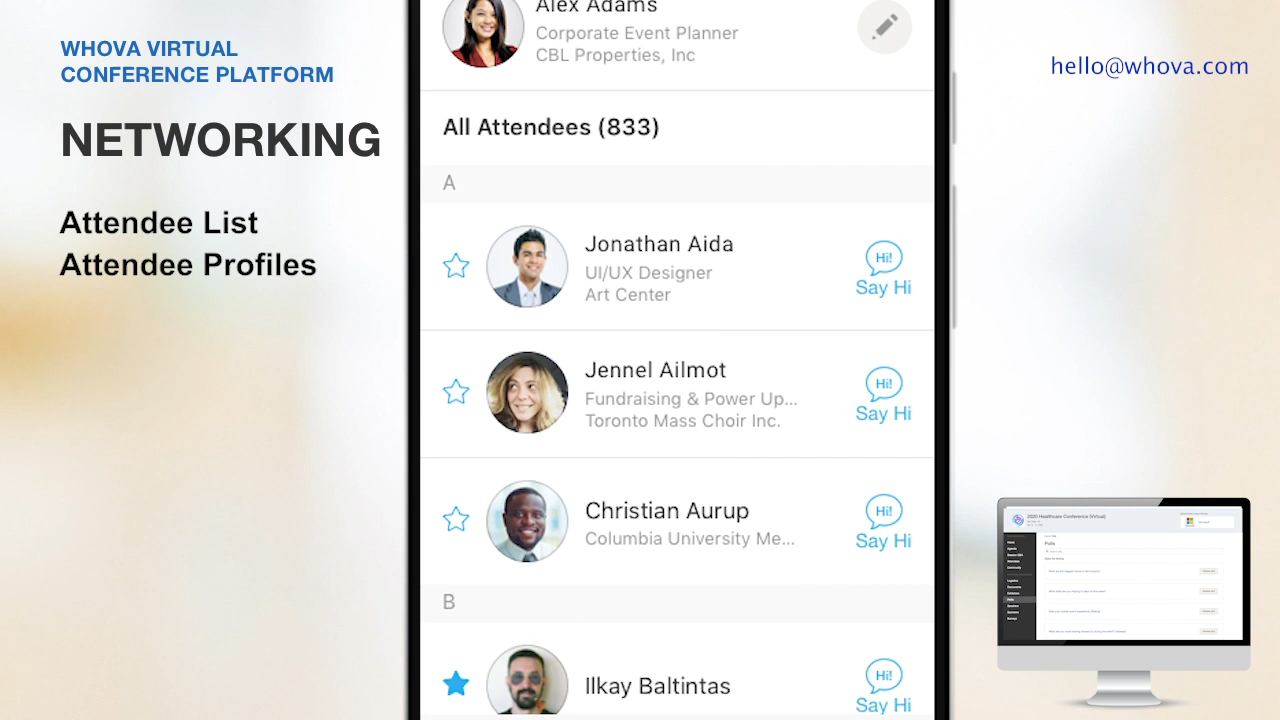 WHOVA VIRTUAL
CONFERENCE PLATFORM
NETWORKING
Attendee List
Attendee Profiles
Alex Adams
Corporate Event Planner
CBL Properties, Inc
All Attendees (833)
A
Jonathan Aida
UI/UX Designer
Art Center
Hi!
Say Hi
Jennel Ailmot
Fundraising & Power Up...
Toronto Mass Choir Inc.
Hi!
Say Hi
Christian Aurup
Columbia University Me...
Hi!
Say Hi
B
Ilkay Baltintas
Hi!
Say Hi
hello@whova.com
2020 Healthcare Conference (Virtual)
Polls